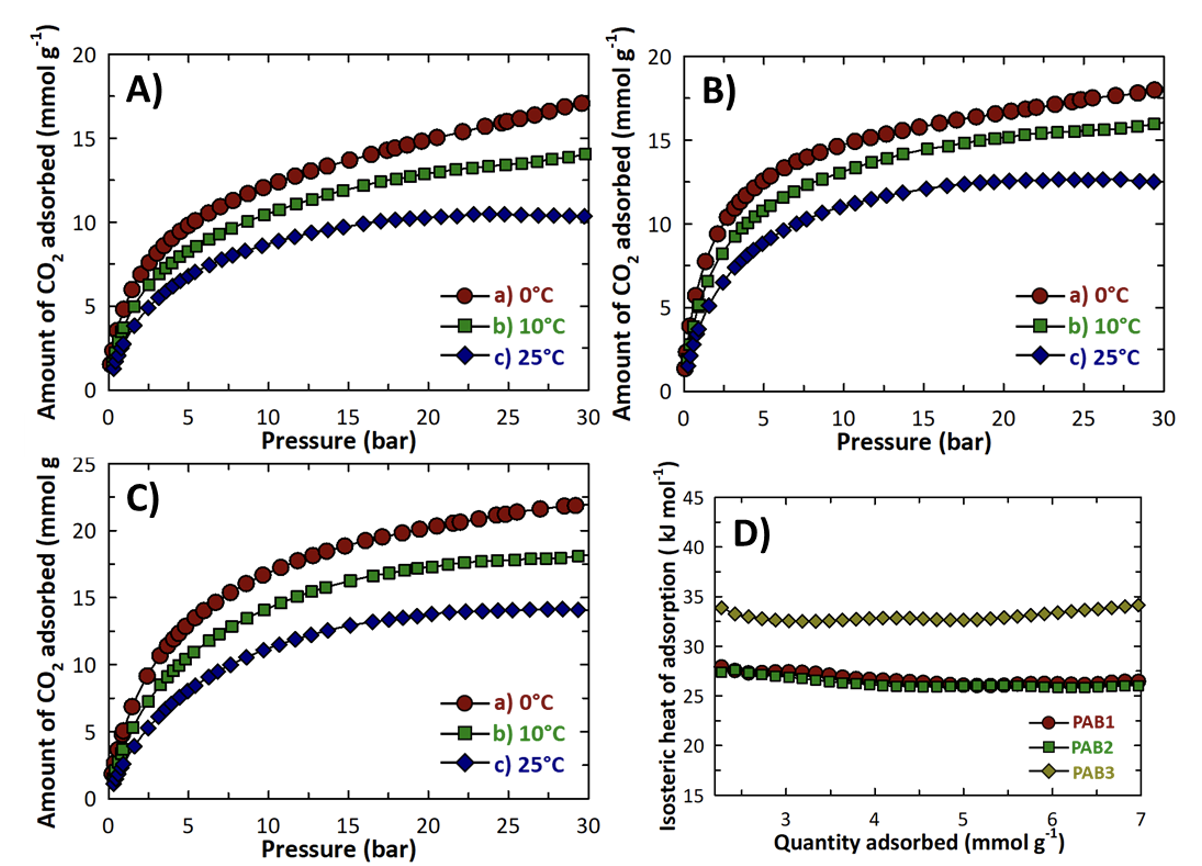 A)
Amount of CO2 adsorbed (mmol g-1)
20
15
10
5
0
a) 0°C
b) 10°C
c) 25°C
0 5 10 15 20 25 30
Pressure (bar)
B)
Amount of CO2 adsorbed (mmol g-1)
20
15
10
5
0
a) 0°C
b) 10°C
c) 25°C
0 5 10 15 20 25 30
Pressure (bar)
C)
Amount of CO2 adsorbed (mmol g
25
20
15
10
5
0
a) 0°C
b) 10°C
c) 25°C
0 5 10 15 20 25 30
Pressure (bar)
D)
Isosteric heat of adsorption ( kJ mol-1)
45
40
35
30
25
20
15
PAB1
PAB2
PAB3
3 4 5 6 7
Quantity adsorbed (mmol g-1)